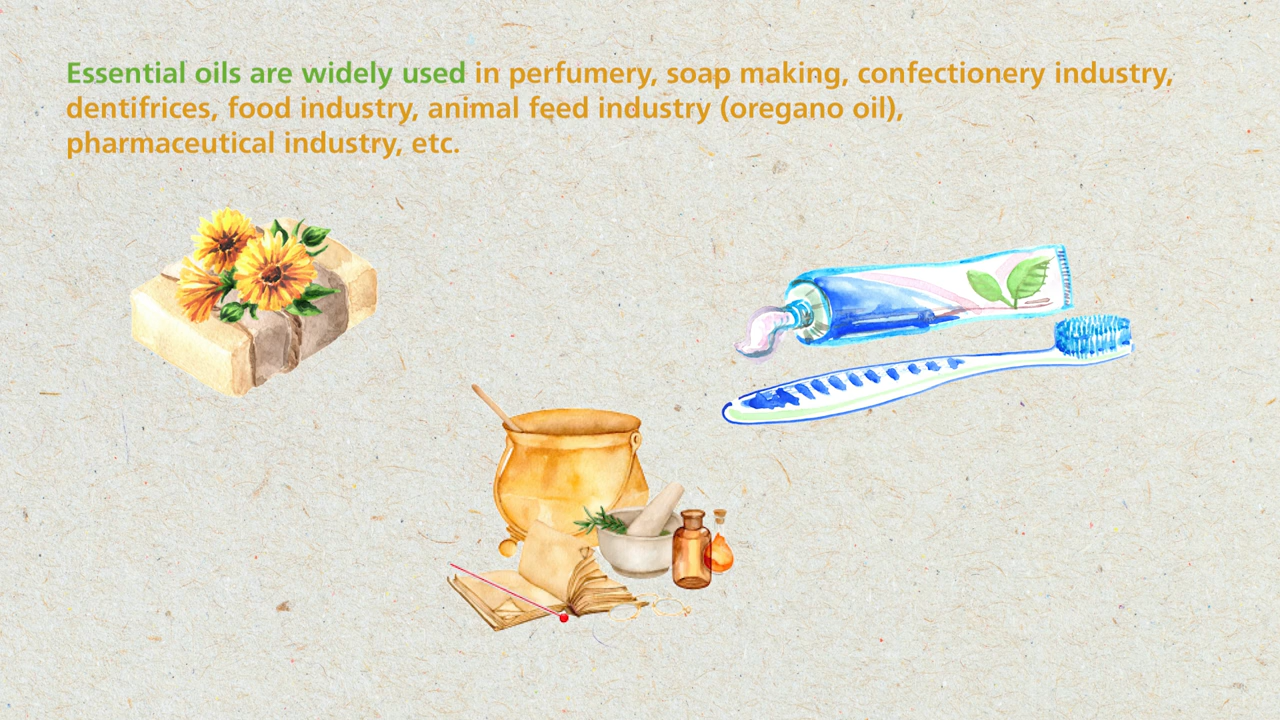 Essential oils are widely used in perfumery, soap making, confectionery industry,
dentifrices, food industry, animal feed industry (oregano oil),
pharmaceutical industry, etc.